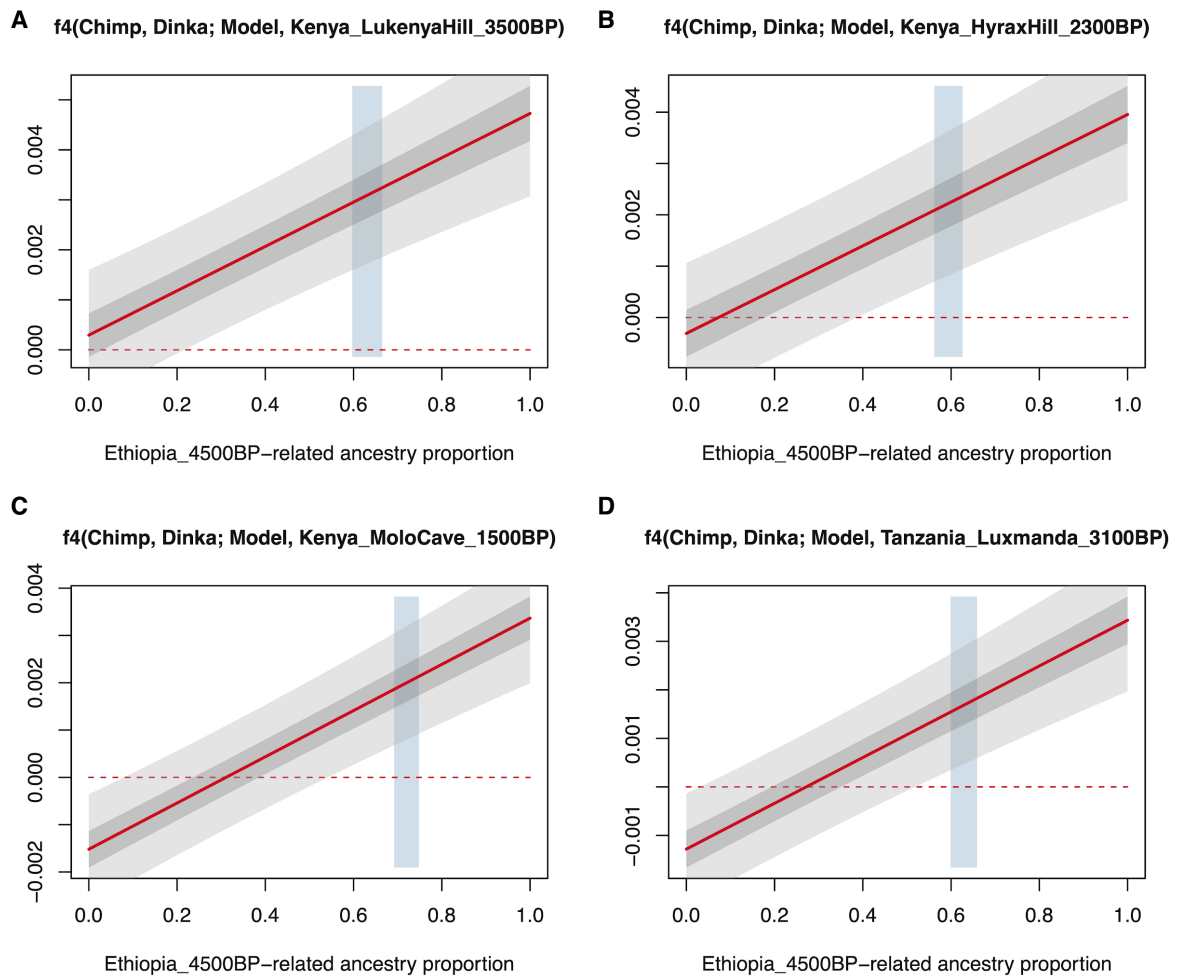 A
f4(Chimp, Dinka; Model, Kenya_LukenyaHill_3500BP)
0.000
0.002
0.004
0.0 0.2 0.4 0.6 0.8 1.0
Ethiopia_4500BP−related ancestry proportion
B
f4(Chimp, Dinka; Model, Kenya_HyraxHill_2300BP)
0.000
0.002
0.004
0.0 0.2 0.4 0.6 0.8 1.0
Ethiopia_4500BP−related ancestry proportion
C
f4(Chimp, Dinka; Model, Kenya_MoloCave_1500BP)
−0.002
0.000
0.002
0.004
0.0 0.2 0.4 0.6 0.8 1.0
Ethiopia_4500BP−related ancestry proportion
D
f4(Chimp, Dinka; Model, Tanzania_Luxmanda_3100BP)
−0.001
0.001
0.003
0.0 0.2 0.4 0.6 0.8 1.0
Ethiopia_4500BP−related ancestry proportion